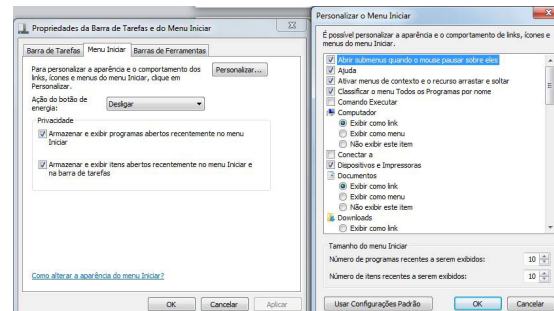 Propriedades da Barra de Tarefas e do Menu Iniciar
Barra de Tarefas
Menu Iniciar
Barras de Ferramentas
Para personalizar a aparência e o comportamento dos
links, ícones e menus do menu Iniciar, clique em
Personalizar.
Personalizar...
Ação do botão de
energia:
Desligar
Privacidade
Armazenar e exibir programas abertos recentemente no menu
Iniciar
Armazenar e exibir itens abertos recentemente no menu Iniciar e
na barra de tarefas
Como alterar a aparência do menu Iniciar?
OK
Cancelar
Aplicar
Personalizar o Menu Iniciar
É possível personalizar a aparência e o comportamento de links, ícones e
menus do menu Iniciar.
Abrir submenus quando o mouse pausar sobre eles
Ajuda
Ativar menus de contexto e o recurso arrastar e soltar
Classificar o menu Todos os Programas por nome
Comando Executar
Computador
Exibir como link
Exibir como menu
Não exibir este item
Conectar a
Dispositivos e Impressoras
Documentos
Exibir como link
Exibir como menu
Não exibir este item
Downloads
Exibir como link
Tamanho do menu Iniciar
Número de programas recentes a serem exibidos: 10
Número de itens recentes a serem exibidos: 10
Usar Configurações Padrão
OK
Cancelar